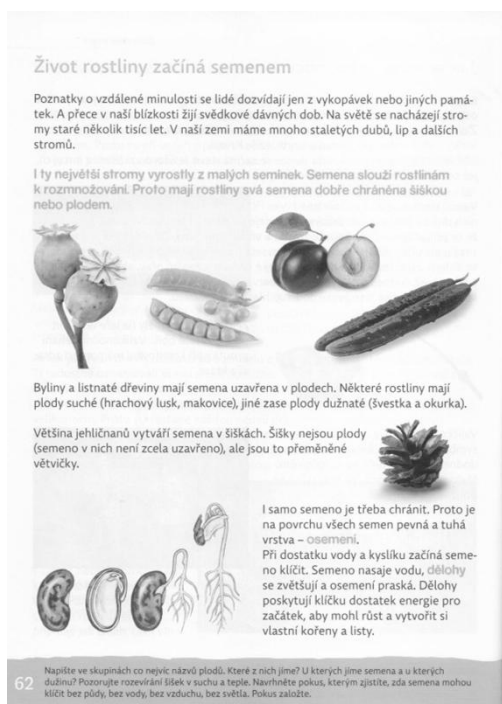 Život rostliny začíná semenem
Poznatky o vzdálené minulosti se lidé dozvídají jen z vykopávek nebo jiných pamá-
tek. A přece v naší blízkosti žijí svědkové dávných dob. Na světě se nacházejí stro-
my staré několik tisíc let. V naší zemi máme mnoho staletých dubů, lip a dalších
stromů.
I ty největší stromy vyrostly z malých semínek. Semena slouží rostlinám
k rozmnožování. Proto mají rostliny svá semena dobře chráněna šiškou
nebo plodem.
Byliny a listnaté dřeviny mají semena uzavřena v plodech. Některé rostliny mají
plody suché (hrachový lusk, makovice), jiné zase plody dužnaté (švestka a okurka).
Většina jehličnanů vytváří semena v šiškách. Šišky nejsou plody
(semeno v nich není zcela uzavřeno), ale jsou to přeměněné
větvičky.
I samo semeno je třeba chránit. Proto je
na povrchu všech semen pevná a tuhá
vrstva – osemení.
Při dostatku vody a kyslíku začíná seme-
no klíčit. Semeno nasaje vodu, dělohy
se zvětšují a osemení praská. Dělohy
poskytují klíčku dostatek energie pro
začátek, aby mohl růst a vytvořit si
vlastní kořeny a listy.
62
Napište ve skupinách co nejvíc názvů plodů. Které z nich jíme? U kterých jíme semena a u kterých
dužinu? Pozorujte rozevírání šišek v suchu a teple. Navrhněte pokus, kterým zjistíte, zda semena mohou
klíčit bez půdy, bez vody, bez vzduchu, bez světla. Pokus založte.